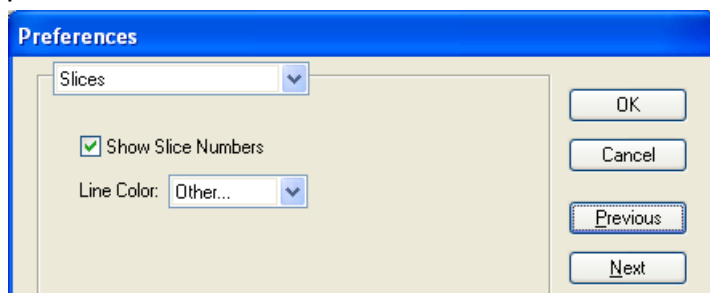 Preferences
Slices
OK
Show Slice Numbers
Cancel
Line Color: Other...
Previous
Next